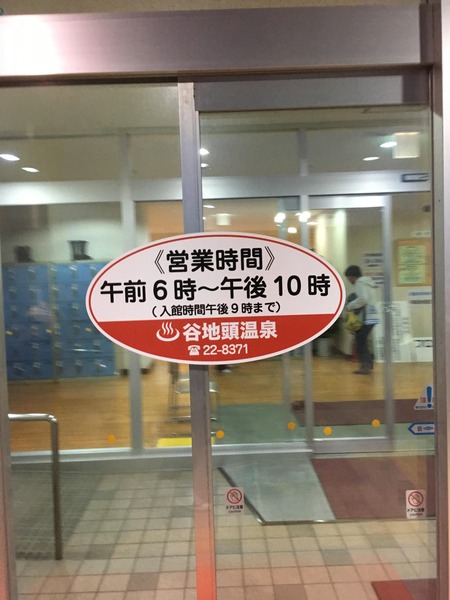 《営業時間》
午前6時～午後10時
(入館時間午後9時まで)
♨谷地頭温泉
☎22-8371